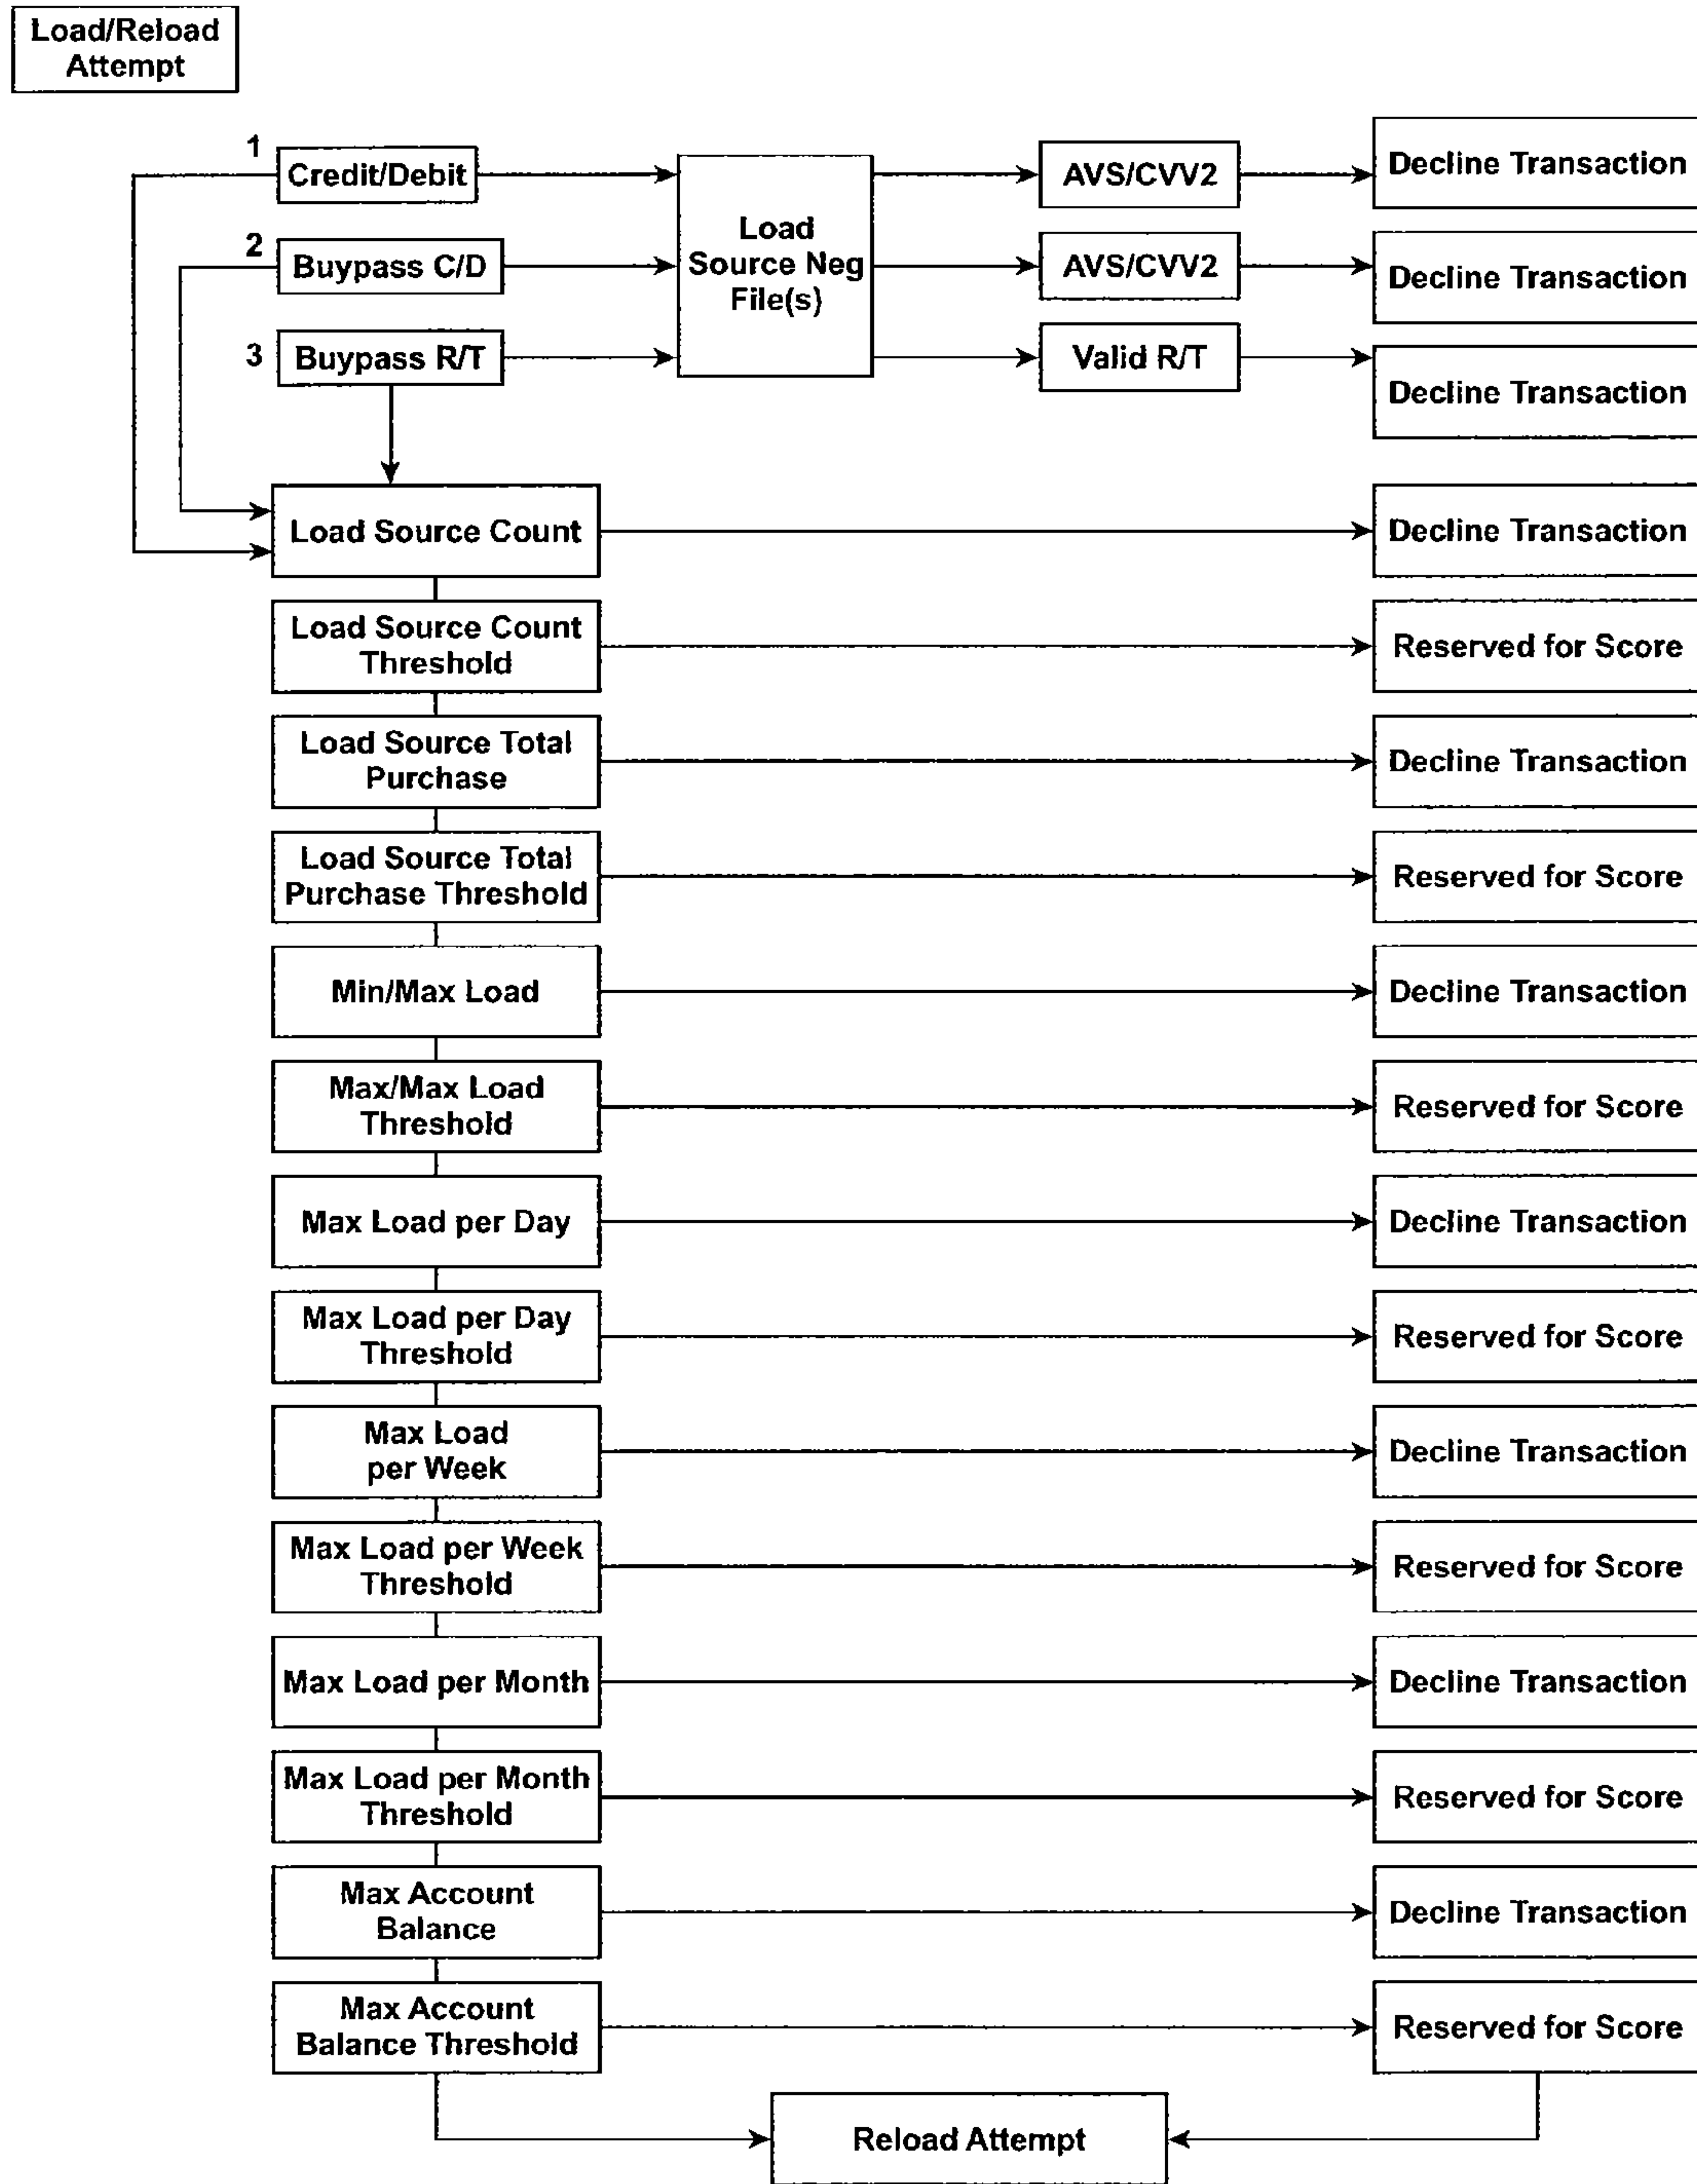 Load/Reload
Attempt
1
Credit/Debit
Load
Source Neg
File(s)
AVS/CVV2
Decline Transaction
2
Buypass C/D
AVS/CVV2
Decline Transaction
3
Buypass R/T
Valid R/T
Decline Transaction
Load Source Count
Decline Transaction
Load Source Count
Threshold
Reserved for Score
Load Source Total
Purchase
Decline Transaction
Load Source Total
Purchase Threshold
Reserved for Score
Min/Max Load
Decline Transaction
Max/Max Load
Threshold
Reserved for Score
Max Load per Day
Decline Transaction
Max Load per Day
Threshold
Reserved for Score
Max Load
per Week
Decline Transaction
Max Load per Week
Threshold
Reserved for Score
Max Load per Month
Decline Transaction
Max Load per Month
Threshold
Reserved for Score
Max Account
Balance
Decline Transaction
Max Account
Balance Threshold
Reserved for Score
Reload Attempt